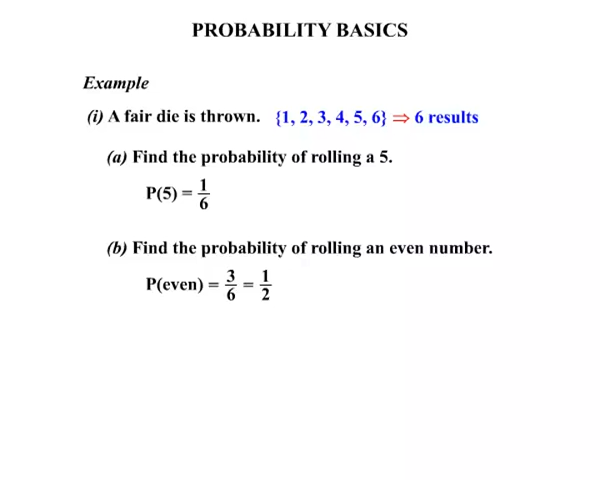 PROBABILITY BASICS
Example
(i) A fair die is thrown. {1, 2, 3, 4, 5, 6} ⇒ 6 results
(a) Find the probability of rolling a 5.
P(5) = 1/6
(b) Find the probability of rolling an even number.
P(even) = 3/6 = 1/2